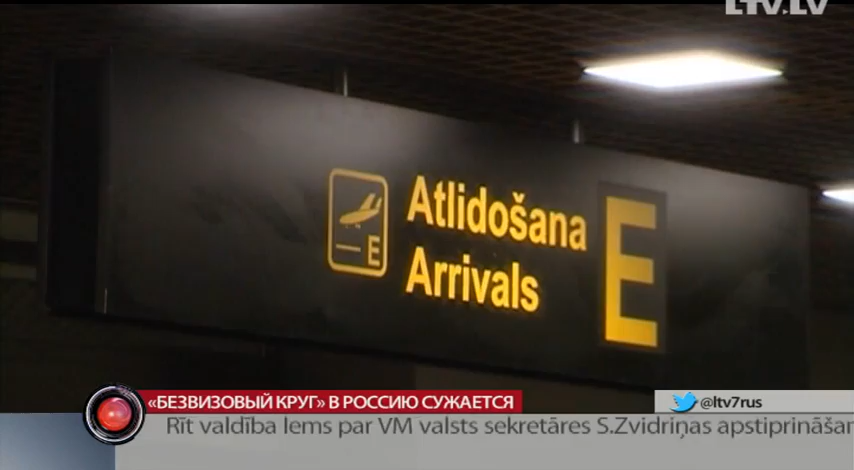 LTV.LV
Atlidošana
Arrivals
E
E
«БЕЗВИЗОВЫЙ КРУГ» В РОССИЮ СУЖАЕТСЯ
@ltv7rus
Rīt valdība lems par VM valsts sekretāres S.Zvidriņas apstiprināšan